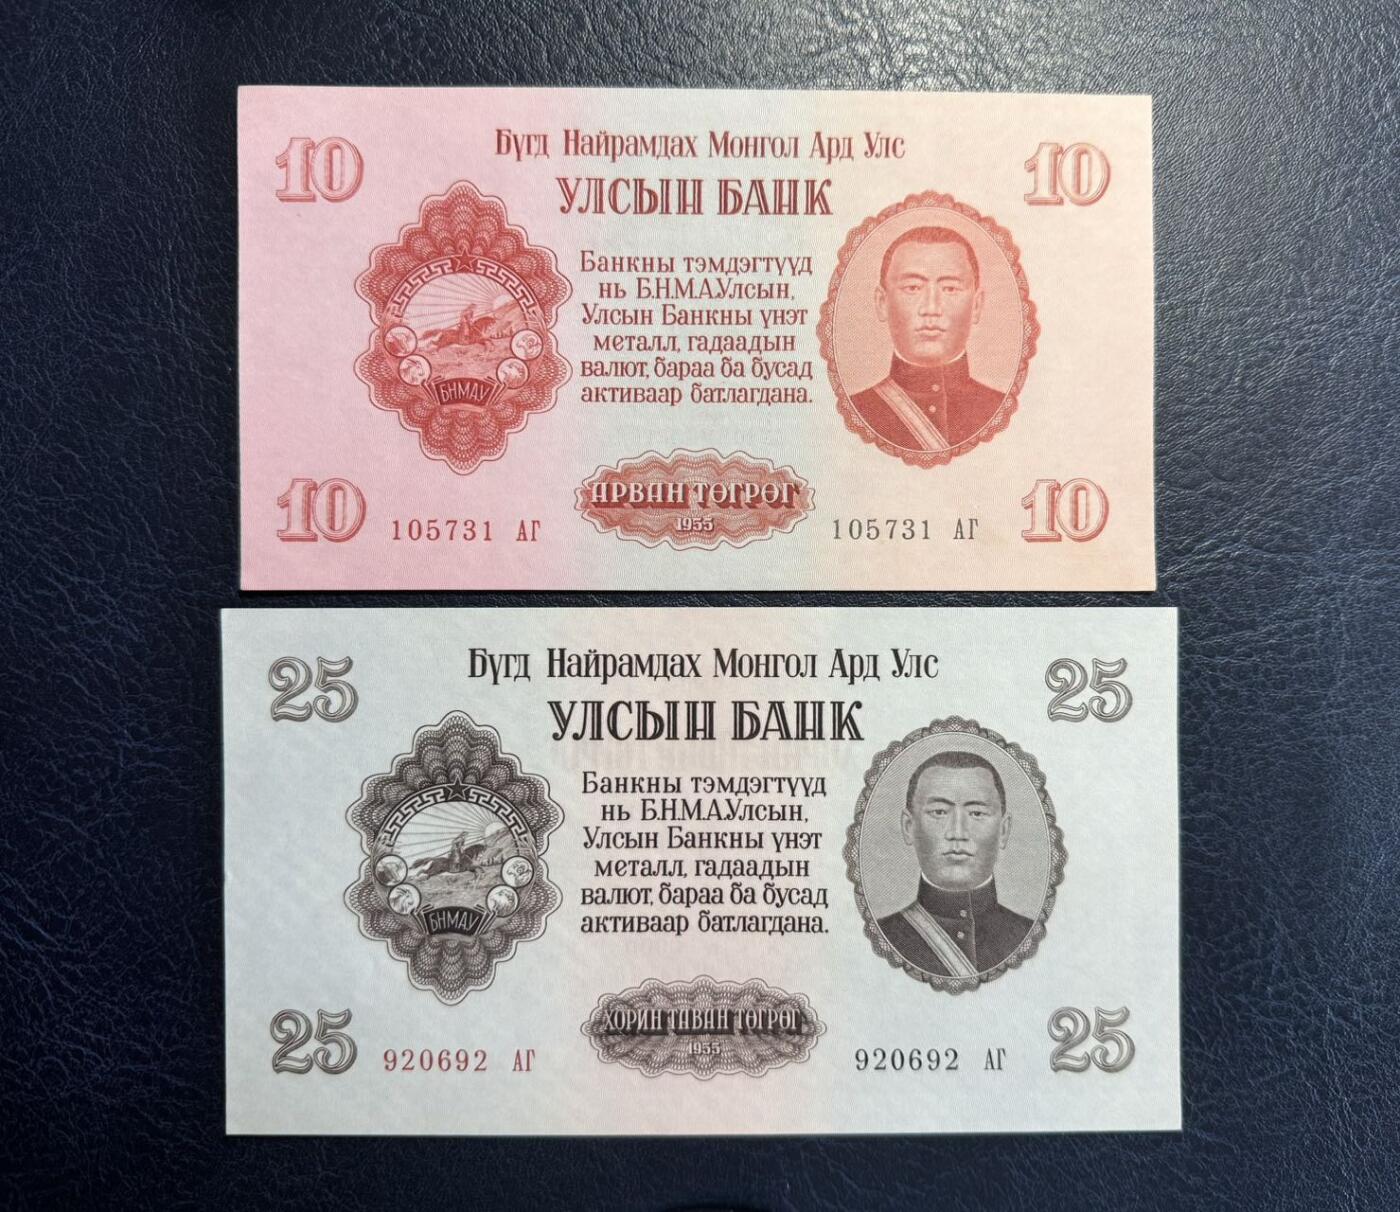 10
Бүгд Найрамдах Монгол Ард Улс
10
УЛСЫН БАНК
Банкны тэмдэгтүүд
нь Б.Н.М.А.Улсын,
Улсын Банкны үнэт
металл, гадаадын
валют, бараа ба бусад
активаар батлагдана.
БНМАУ
АРВАН ТӨГРӨГ
1955
10
105731 АГ
105731 АГ
10
25
Бүгд Найрамдах Монгол Ард Улс
25
УЛСЫН БАНК
Банкны тэмдэгтүүд
нь Б.Н.М.А.Улсын,
Улсын Банкны үнэт
металл, гадаадын
валют, бараа ба бусад
активаар батлагдана.
БНМАУ
ХОРИН ТАВАН ТӨГРӨГ
1955
25
920692 АГ
920692 АГ
25